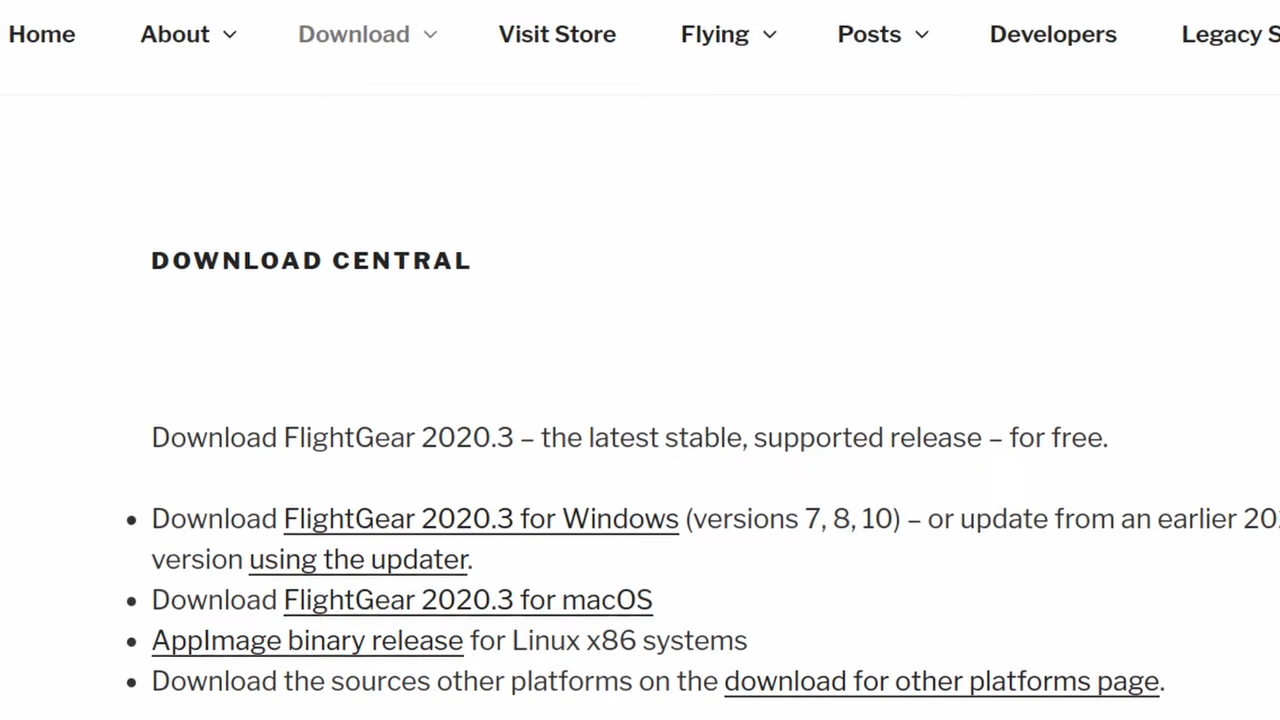 Home About Download Visit Store Flying Posts Developers Legacy S
DOWNLOAD CENTRAL
Download FlightGear 2020.3 – the latest stable, supported release – for free.
Download FlightGear 2020.3 for Windows (versions 7, 8, 10) – or update from an earlier
version using the updater.
Download FlightGear 2020.3 for macOS
AppImage binary release for Linux x86 systems
Download the sources other platforms on the download for other platforms page.